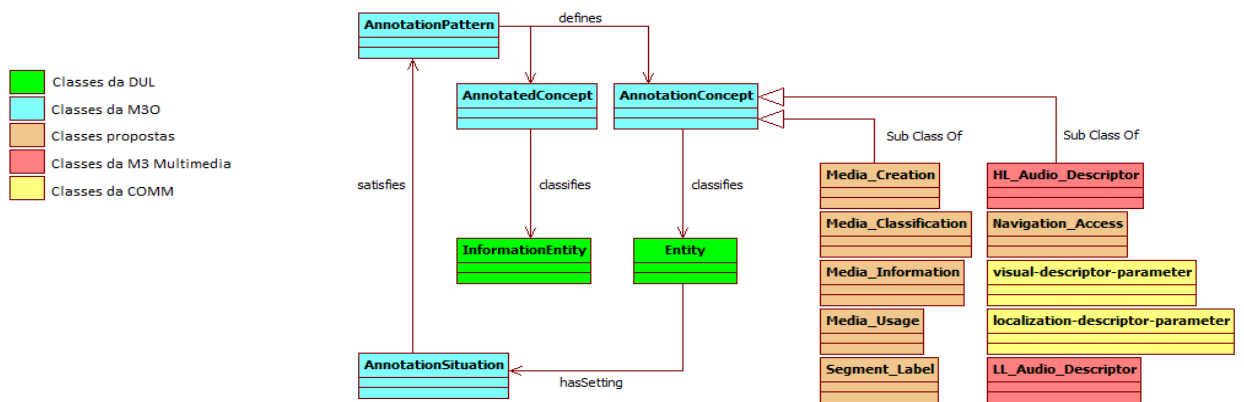 AnnotationPattern
defines
Classes da DUL
Classes da M3O
Classes propostas
Classes da M3 Multimedia
Classes da COMM
AnnotatedConcept
AnnotationConcept
Sub Class Of
Sub Class Of
satisfies
classifies
classifies
Media_Creation
HL_Audio_Descriptor
Media_Classification
Navigation_Access
InformationEntity
Entity
Media_Information
visual-descriptor-parameter
Media_Usage
localization-descriptor-parameter
AnnotationSituation
hasSetting
Segment_Label
LL_Audio_Descriptor